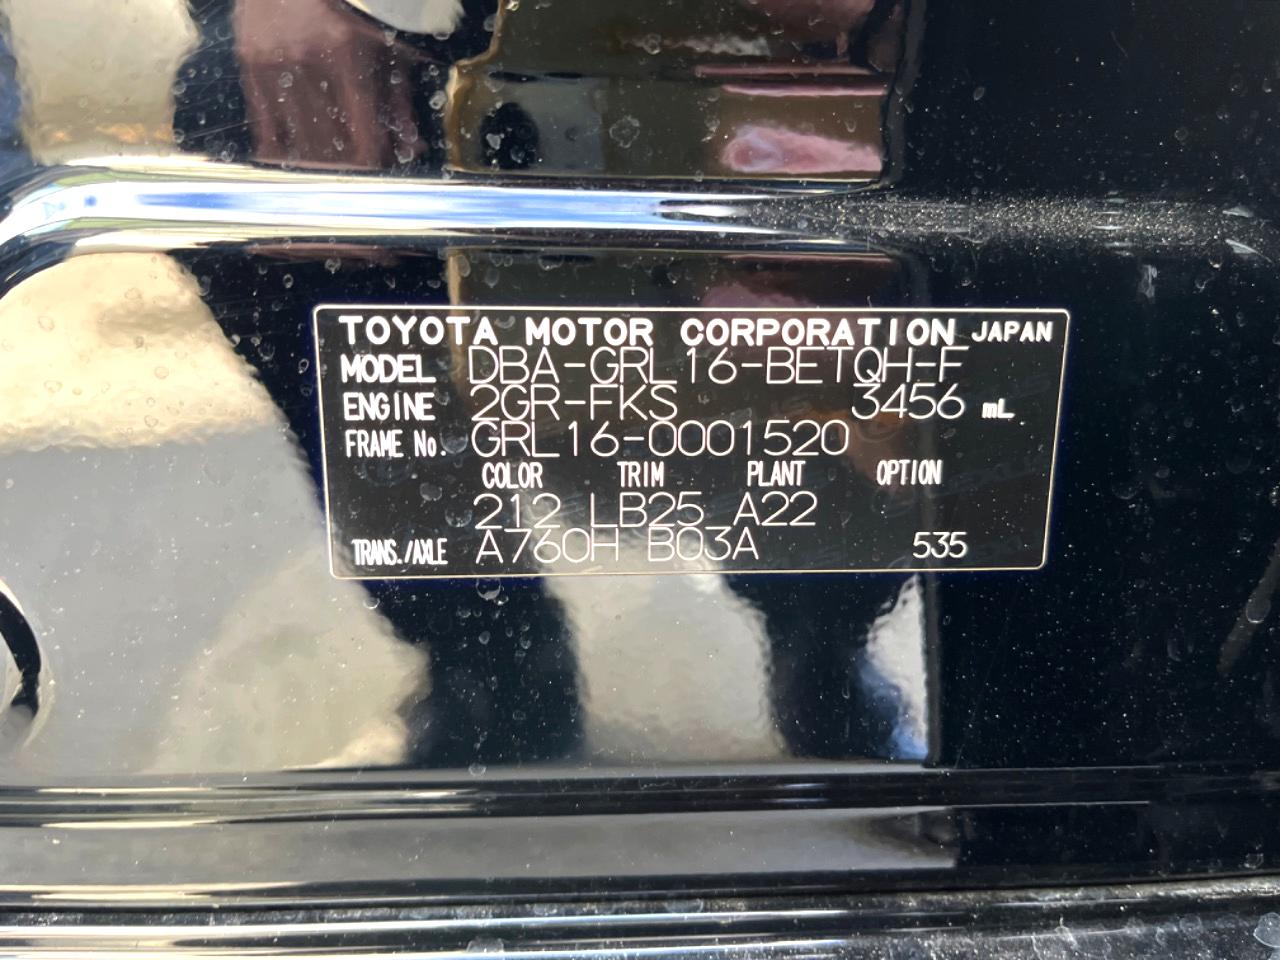 TOYOTA MOTOR CORPORATION JAPAN
MODEL DBA-GRL16-BETQH-F
ENGINE 2GR-FKS 3456 mL
FRAME No. GRL16-0001520
COLOR TRIM PLANT OPTION
212 LB25 A22
TRANS./AXLE A760H B03A 535